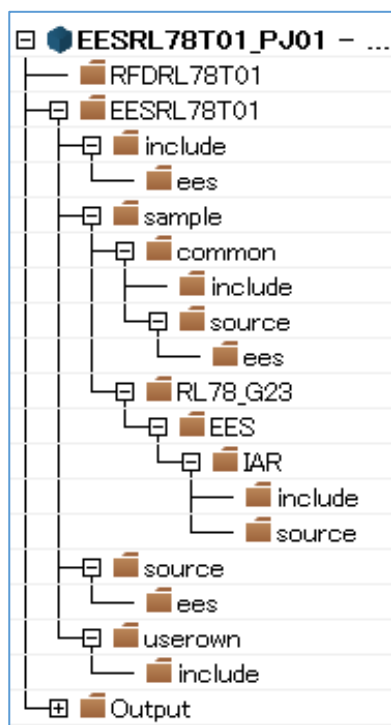 EESRL78T01_PJ01 - ...
RFDRL78T01
EESRL78T01
include
ees
sample
common
include
source
ees
RL78_G23
EES
IAR
include
source
source
ees
userown
include
Output